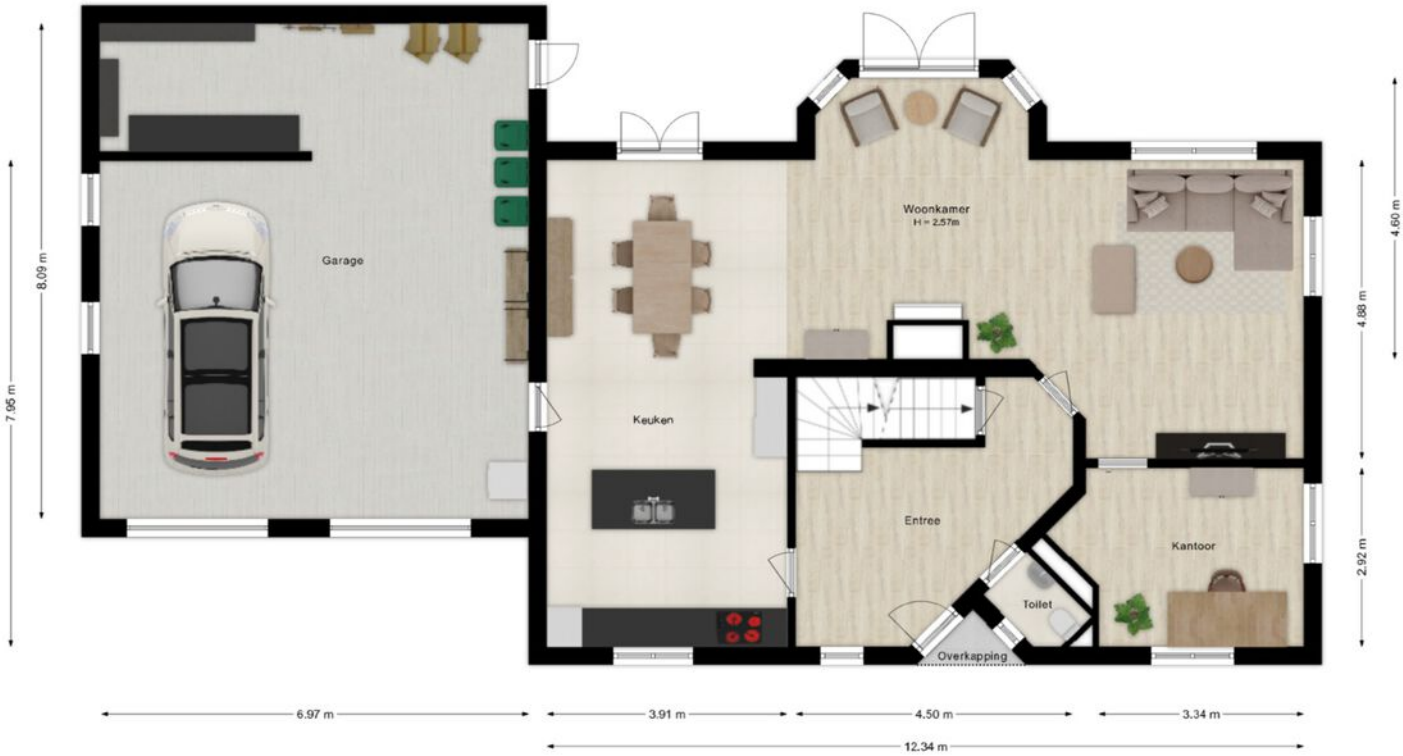 Woonkamer
H = 2.57m
Garage
Keuken
Entree
Kantoor
Toilet
Overkapping
8.09 m
7.95 m
4.60 m
4.88 m
2.92 m
6.97 m
3.91 m
4.50 m
3.34 m
12.34 m